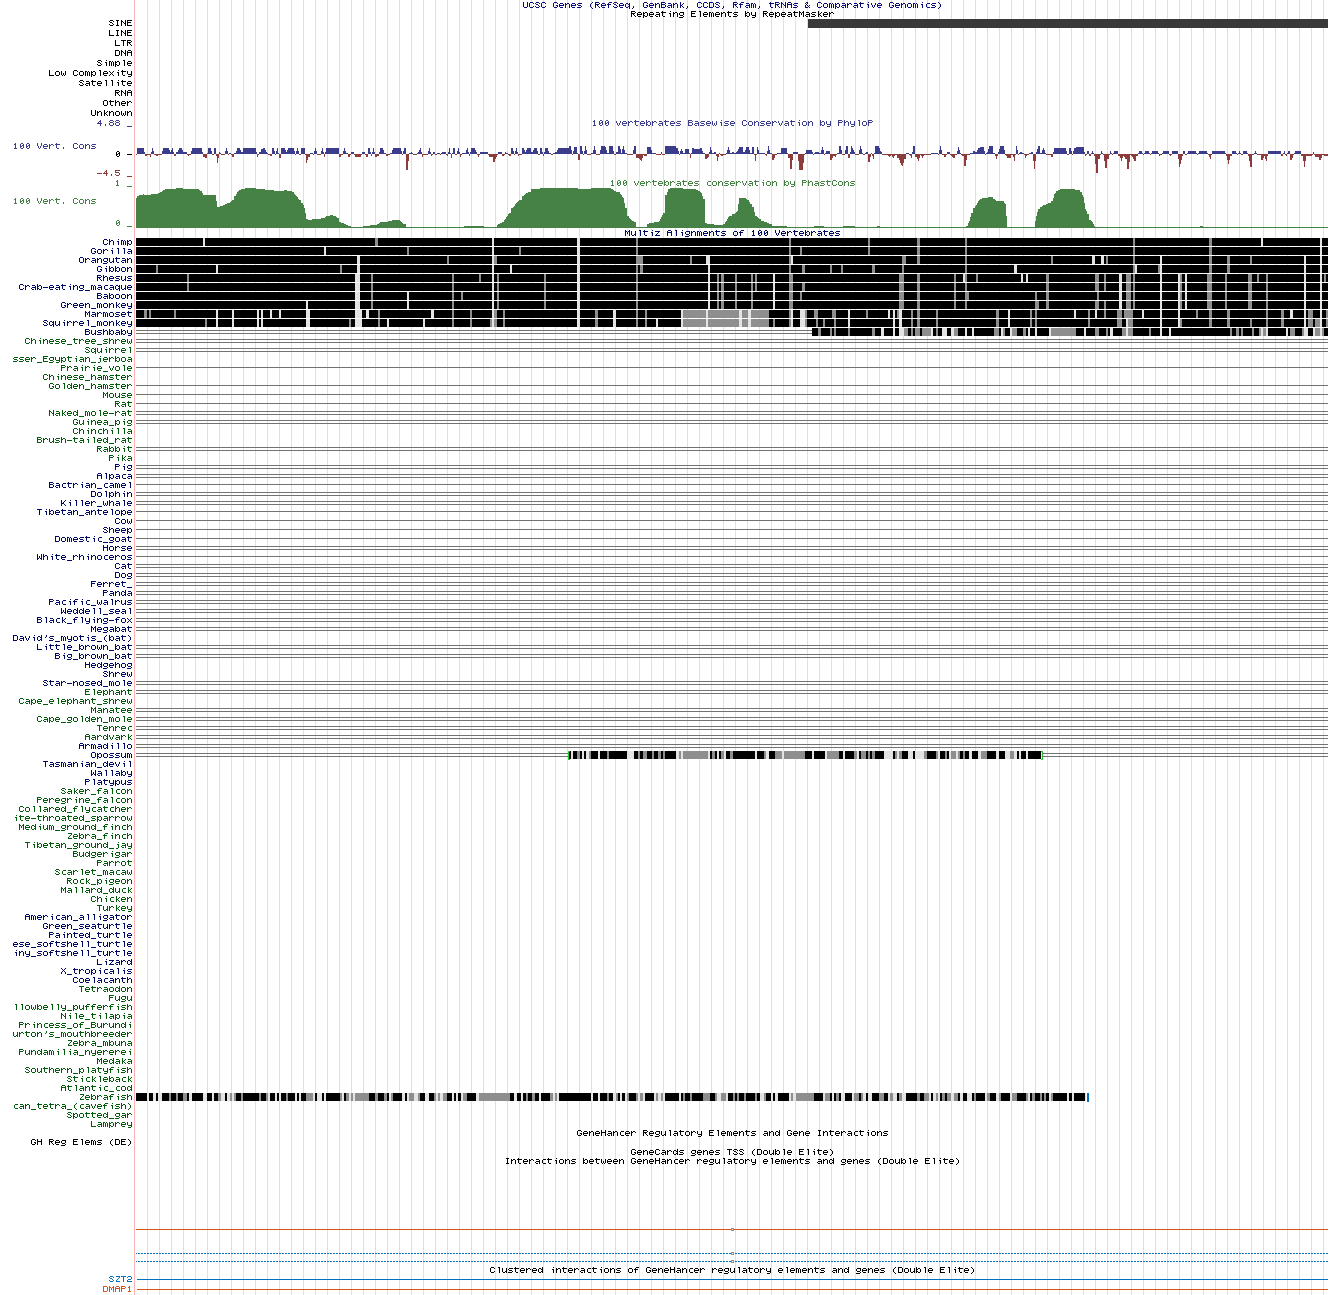 UCSC Genes (RefSeq, GenBank, CCDS, Rfam, tRNAs & Comparative Genomics)
Repeating Elements by RepeatMasker
SINE
LINE
LTR
DNA
Simple
Low Complexity
Satellite
RNA
Other
Unknown
4.88 _
100 vertebrates Basewise Conservation by PhyloP
100 Vert. Cons
0 -
-4.5 _
100 vertebrates conservation by PhastCons
1 _
100 Vert. Cons
0 _
Multiz Alignments of 100 Vertebrates
Chimp
Gorilla
Orangutan
Gibbon
Rhesus
Crab-eating_macaque
Baboon
Green_monkey
Marmoset
Squirrel_monkey
Bushbaby
Chinese_tree_shrew
Squirrel
sser_Egyptian_jerboa
Prairie_vole
Chinese_hamster
Golden_hamster
Mouse
Rat
Naked_mole-rat
Guinea_pig
Chinchilla
Brush-tailed_rat
Rabbit
Pika
Pig
Alpaca
Bactrian_camel
Dolphin
Killer_whale
Tibetan_antelope
Cow
Sheep
Domestic_goat
Horse
White_rhinoceros
Cat
Dog
Ferret_
Panda
Pacific_walrus
Weddell_seal
Black_flying-fox
Megabat
David's_myotis_(bat)
Little_brown_bat
Big_brown_bat
Hedgehog
Shrew
Star-nosed_mole
Elephant
Cape_elephant_shrew
Manatee
Cape_golden_mole
Tenrec
Aardvark
Armadillo
Opossum
Tasmanian_devil
Wallaby
Platypus
Saker_falcon
Peregrine_falcon
Collared_flycatcher
ite-throated_sparrow
Medium_ground_finch
Zebra_finch
Tibetan_ground_jay
Budgerigar
Parrot
Scarlet_macaw
Rock_pigeon
Mallard_duck
Chicken
Turkey
American_alligator
Green_seaturtle
Painted_turtle
ese_softshell_turtle
iny_softshell_turtle
Lizard
X_tropicalis
Coelacanth
Tetraodon
Fugu
llowbelly_pufferfish
Nile_tilapia
Princess_of_Burundi
urton's_mouthbreeder
Zebra_mbuna
Pundamilia_nyererei
Medaka
Southern_platyfish
Stickleback
Atlantic_cod
Zebrafish
can_tetra_(cavefish)
Spotted_gar
Lamprey
GeneHancer Regulatory Elements and Gene Interactions
GH Reg Elems (DE)
GeneCards genes TSS (Double Elite)
Interactions between GeneHancer regulatory elements and genes (Double Elite)
Clustered interactions of GeneHancer regulatory elements and genes (Double Elite)
SZT2
DMAP1